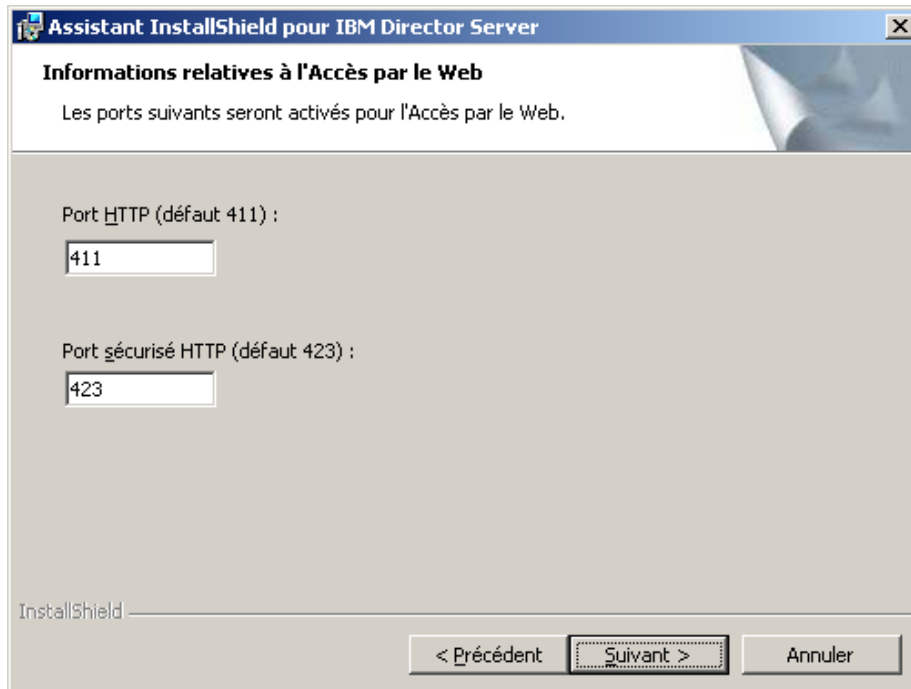 Assistant InstallShield pour IBM Director Server
Informations relatives à l'Accès par le Web
Les ports suivants seront activés pour l'Accès par le Web.
Port HTTP (défaut 411) :
411
Port sécurisé HTTP (défaut 423) :
423
InstallShield
< Précédent Suivant > Annuler